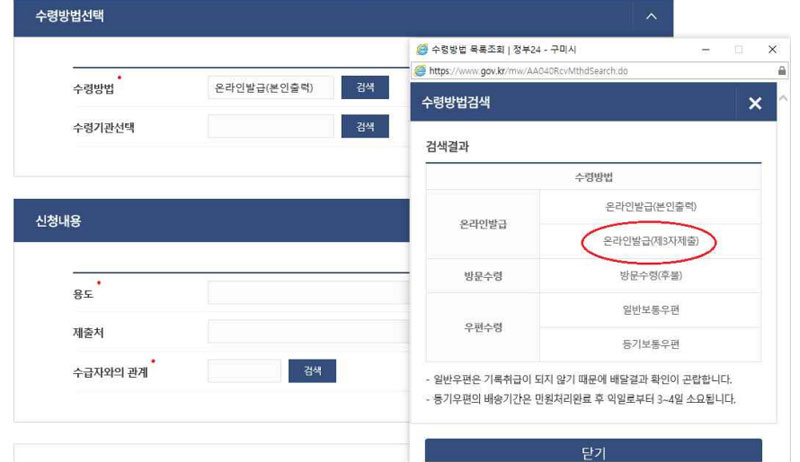 수령방법선택
수령방법
온라인발급(본인출력)
검색
수령기관선택
검색
신청내용
용도
제출처
수급자와의 관계
검색
수령방법 목록조회 | 정부24 - 구미시
https://www.gov.kr/mw/AA040RcvMthdSearch.do
수령방법검색
검색결과
수령방법
온라인발급
온라인발급(본인출력)
온라인발급(제3자제출)
방문수령
방문수령(후불)
우편수령
일반보통우편
등기보통우편
- 일반우편은 기록취급이 되지 않기 때문에 배달결과 확인이 곤랍합니다.
- 등기우편의 배송기간은 민원처리완료 후 익일로부터 3~4일 소요됩니다.
닫기